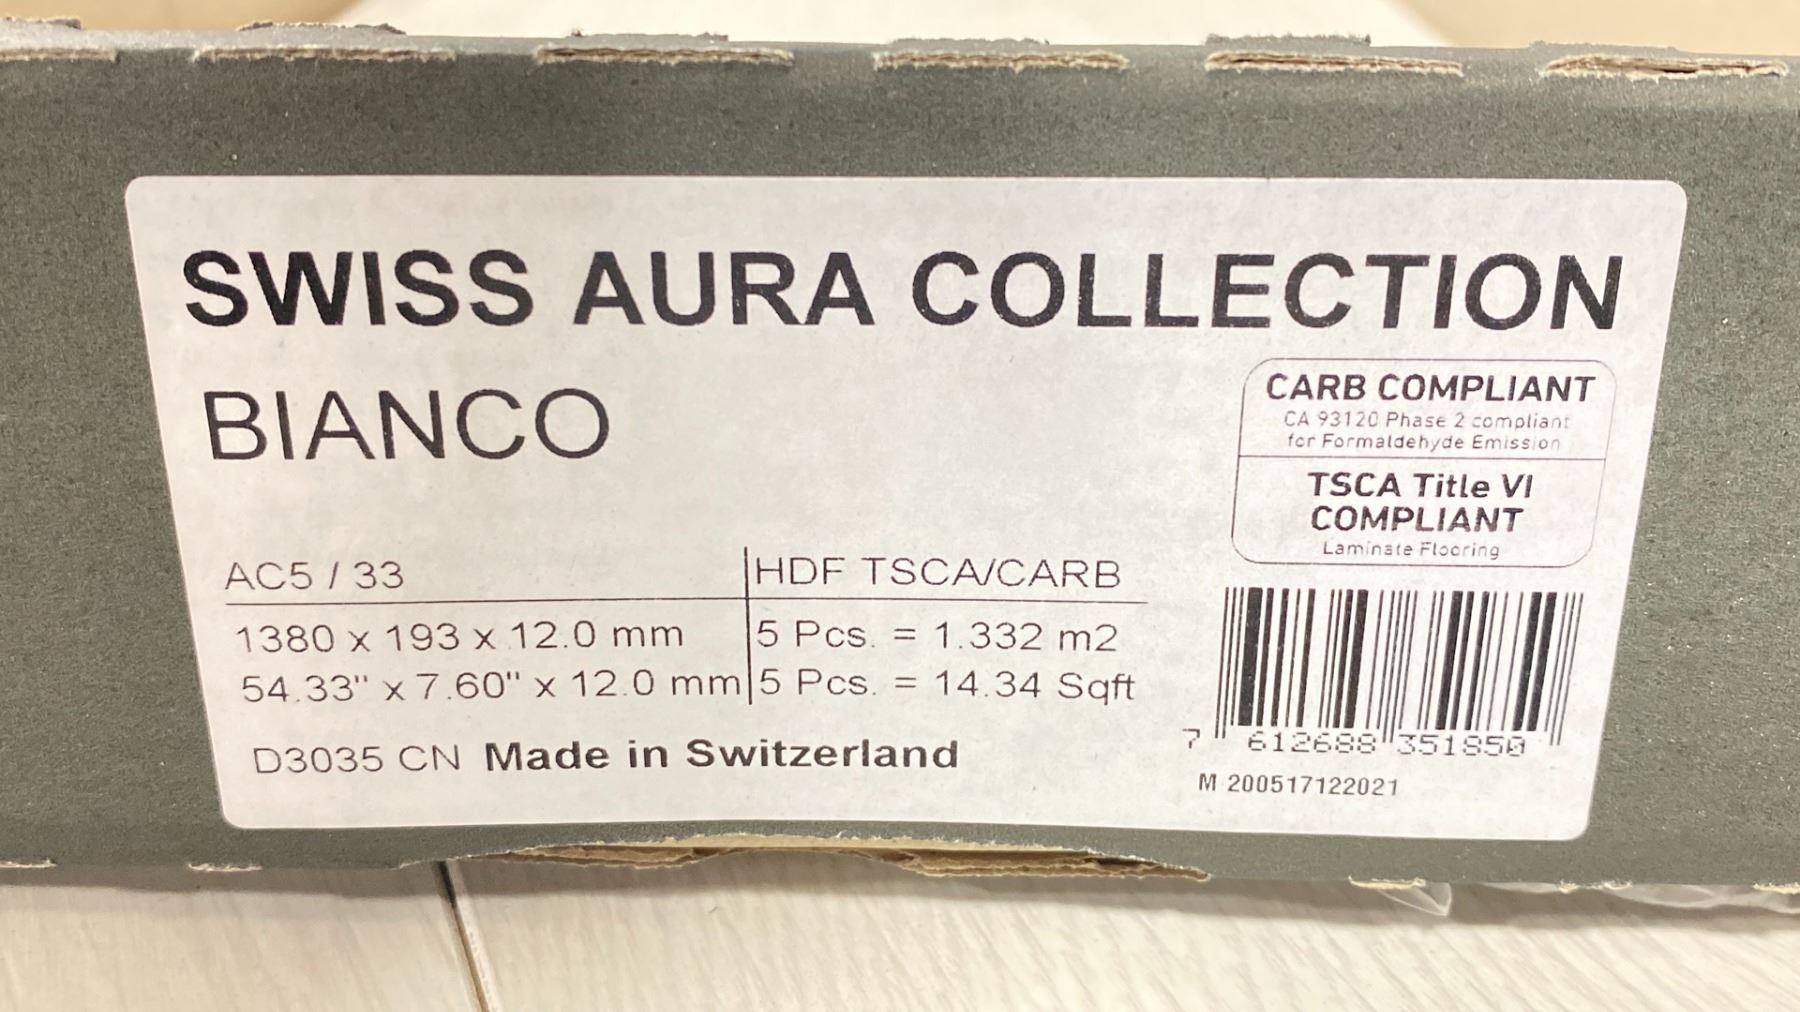 SWISS AURA COLLECTION
BIANCO
CARB COMPLIANT
CA 93120 Phase 2 compliant
for Formaldehyde Emission
TSCA Title VI
COMPLIANT
Laminate Flooring
AC5 / 33 HDF TSCA/CARB
1380 x 193 x 12.0 mm 5 Pcs. = 1.332 m2
54.33" x 7.60" x 12.0 mm 5 Pcs. = 14.34 Sqft
D3035 CN Made in Switzerland
7 612688 351850
M 200517122021